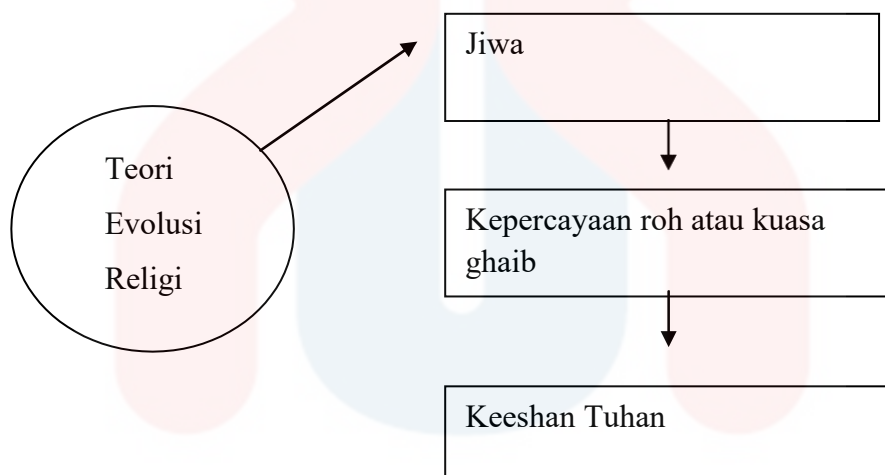 Teori
Evolusi
Religi
Jiwa
Kepercayaan roh atau kuasa
ghaib
Keeshan Tuhan